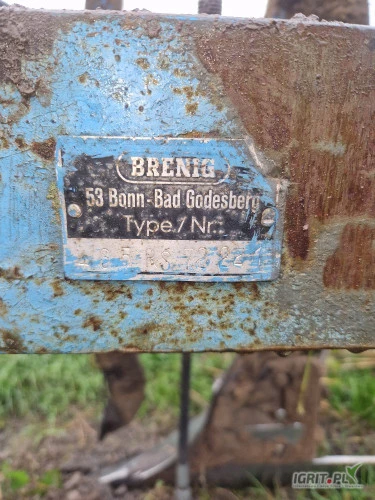 BRENIG
53 Bonn-Bad Godesberg
Type/Nr.:
IGRIT.PL